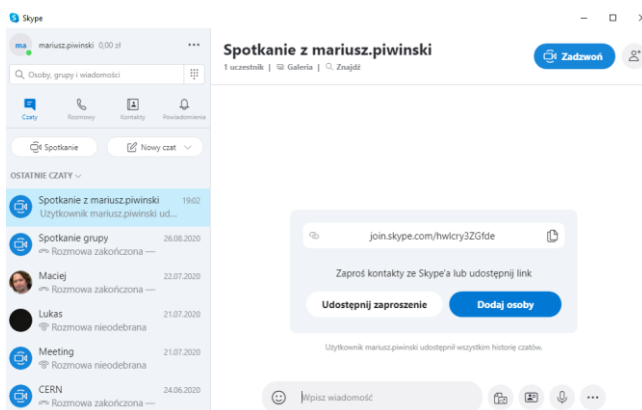 Skype
ma mariusz.piwinski 0,00 zł
Osoby, grupy i wiadomości
Czaty Rozmowy Kontakty Powiadomienia
Spotkanie Nowy czat
OSTATNIE CZATY
Spotkanie z mariusz.piwinski 19:02
Użytkownik mariusz.piwinski ud...
Spotkanie grupy 26.08.2020
Rozmowa zakończona —
Maciej 22.07.2020
Rozmowa zakończona —
Lukas 21.07.2020
Rozmowa nieodebrana
Meeting 21.07.2020
Rozmowa nieodebrana
CERN 24.06.2020
Rozmowa zakończona —
Spotkanie z mariusz.piwinski
1 uczestnik | Galeria | Znajdź
Zadzwoń
join.skype.com/hwlcry3ZGfde
Zaproś kontakty ze Skype'a lub udostępnij link
Udostępnij zaproszenie Dodaj osoby
Użytkownik mariusz.piwinski udostępnił wszystkim historię czatów.
Wpisz wiadomość